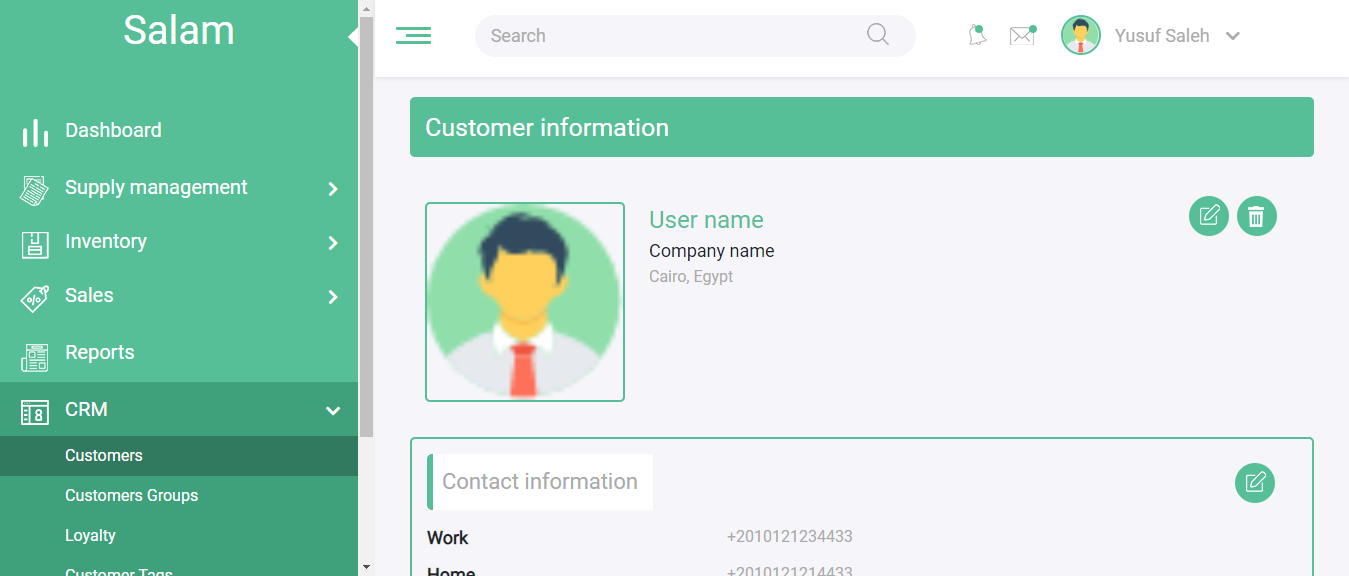 Salam
Dashboard
Supply management
Inventory
Sales
Reports
CRM
Customers
Customers Groups
Loyalty
Customer Tags
Search
Yusuf Saleh
Customer information
User name
Company name
Cairo, Egypt
Contact information
Work +2010121234433
Home +2010121214433